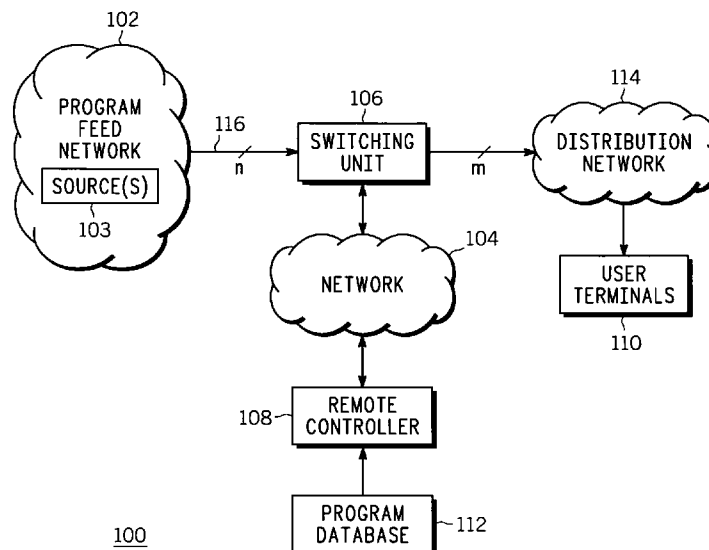 102
PROGRAM
FEED
NETWORK
SOURCE(S)
103
116
n
106
SWITCHING
UNIT
m
114
DISTRIBUTION
NETWORK
104
NETWORK
USER
TERMINALS
110
108
REMOTE
CONTROLLER
PROGRAM
DATABASE
112
100